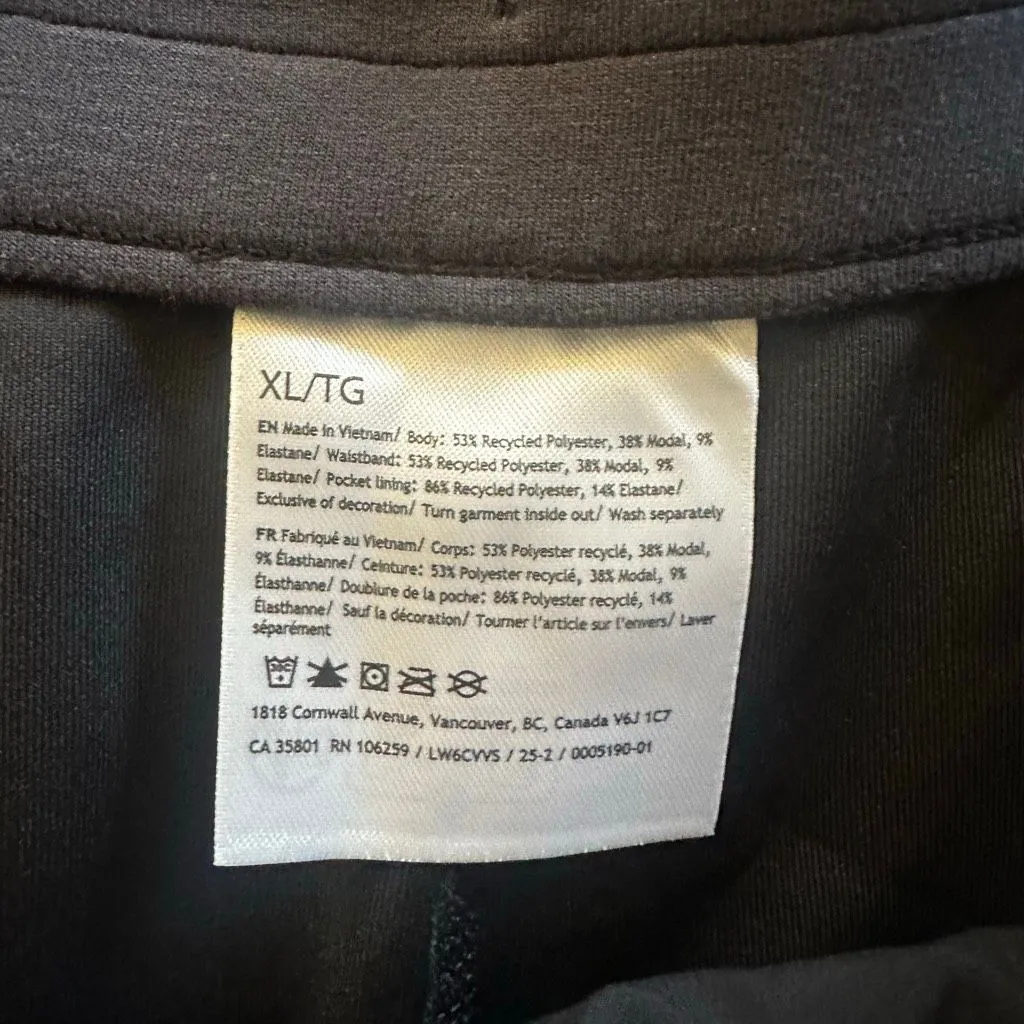 XL/TG
EN Made in Vietnam/ Body: 53% Recycled Polyester, 38% Modal, 9%
Elastane/ Waistband: 53% Recycled Polyester, 38% Modal, 9%
Elastane/ Pocket lining: 86% Recycled Polyester, 14% Elastane/
Exclusive of decoration/ Turn garment inside out/ Wash separately
FR Fabriqué au Vietnam/ Corps: 53% Polyester recyclé, 38% Modal,
9% Élasthanne/ Ceinture: 53% Polyester recyclé, 38% Modal, 9%
Élasthanne/ Doublure de la poche: 86% Polyester recyclé, 14%
Élasthanne/ Sauf la décoration/ Tourner l'article sur l'envers/ Laver
séparément
1818 Cornwall Avenue, Vancouver, BC, Canada V6J 1C7
CA 35801 RN 106259 / LW6CVVS / 25-2 / 0005190-01